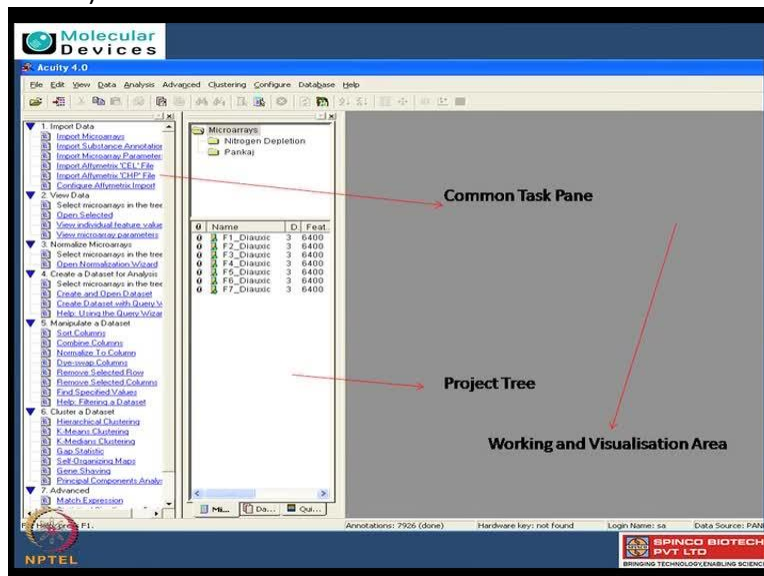 Molecular
Devices
Acuity 4.0
File Edit View Data Analysis Advanced Clustering Configure Database Help
1. Import Data
Import Microarrays
Import Substance Annotation
Import Microarray Parameter
Import Affymetrix 'CEL' File
Import Affymetrix 'CHP' File
Configure Affymetrix Import
2. View Data
Select microarrays in the tree
Open Selected
View individual feature value
View microarray parameters
3. Normalize Microarrays
Select microarrays in the tree
Open Normalization Wizard
4. Create a Dataset for Analysis
Select microarrays in the tree
Create and Open Dataset
Create Dataset with Query W
Help: Using the Query Wizar
5. Manipulate a Dataset
Sort Columns
Combine Columns
Normalize To Column
Dye-swap Columns
Remove Selected Row
Remove Selected Columns
Find Specified Values
Help: Filtering a Dataset
6. Cluster a Dataset
Hierarchical Clustering
K-Means Clustering
K-Medians Clustering
Gap Statistic
Self-Organizing Maps
Gene Shaving
Principal Components Analy
7. Advanced
Match Expression
Microarrays
Nitrogen Depletion
Pankaj
Name D. Feat
F1_Diauxic 3 6400
F2_Diauxic 3 6400
F3_Diauxic 3 6400
F4_Diauxic 3 6400
F5_Diauxic 3 6400
F6_Diauxic 3 6400
F7_Diauxic 3 6400
Mi... Da... Qui...
Common Task Pane
Project Tree
Working and Visualisation Area
F1.
Annotations: 7926 (done) Hardware key: not found Login Name: sa Data Source: PAN
NPTEL
SPINCO BIOTECH
PVT LTD
BRINGING TECHNOLOGY,ENABLING SCIENC